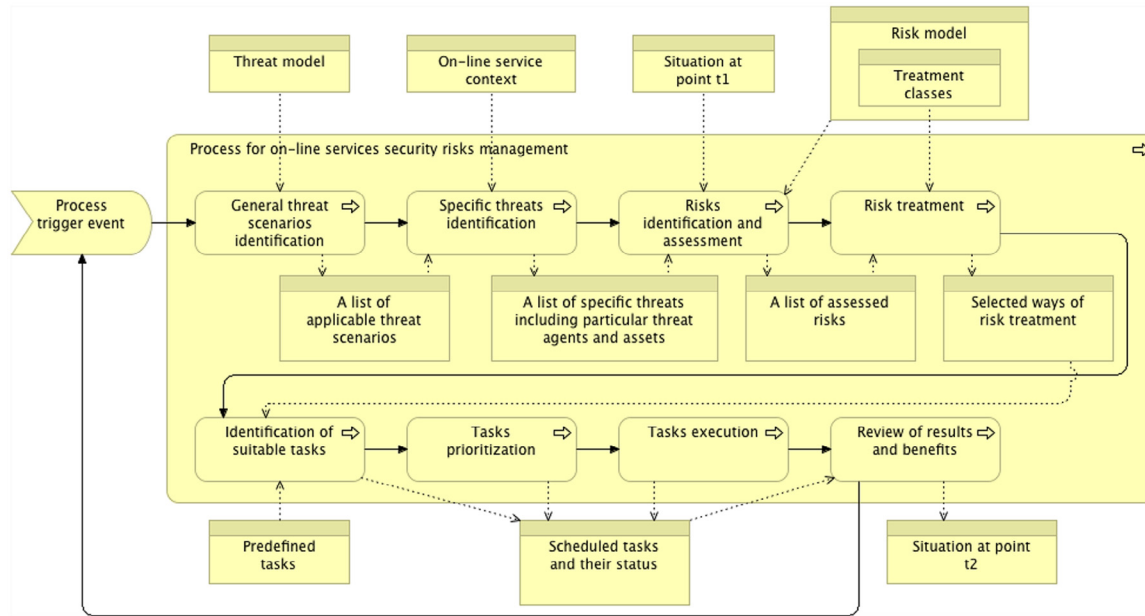 Threat model
On-line service
context
Situation at
point t1
Risk model
Treatment
classes
Process for on-line services security risks management
Process
trigger event
General threat
scenarios
identification
Specific threats
identification
Risks
identification and
assessment
Risk treatment
A list of
applicable threat
scenarios
A list of specific threats
including particular threat
agents and assets
A list of assessed
risks
Selected ways of
risk treatment
Identification of
suitable tasks
Tasks
prioritization
Tasks execution
Review of results
and benefits
Predefined
tasks
Scheduled tasks
and their status
Situation at point
t2